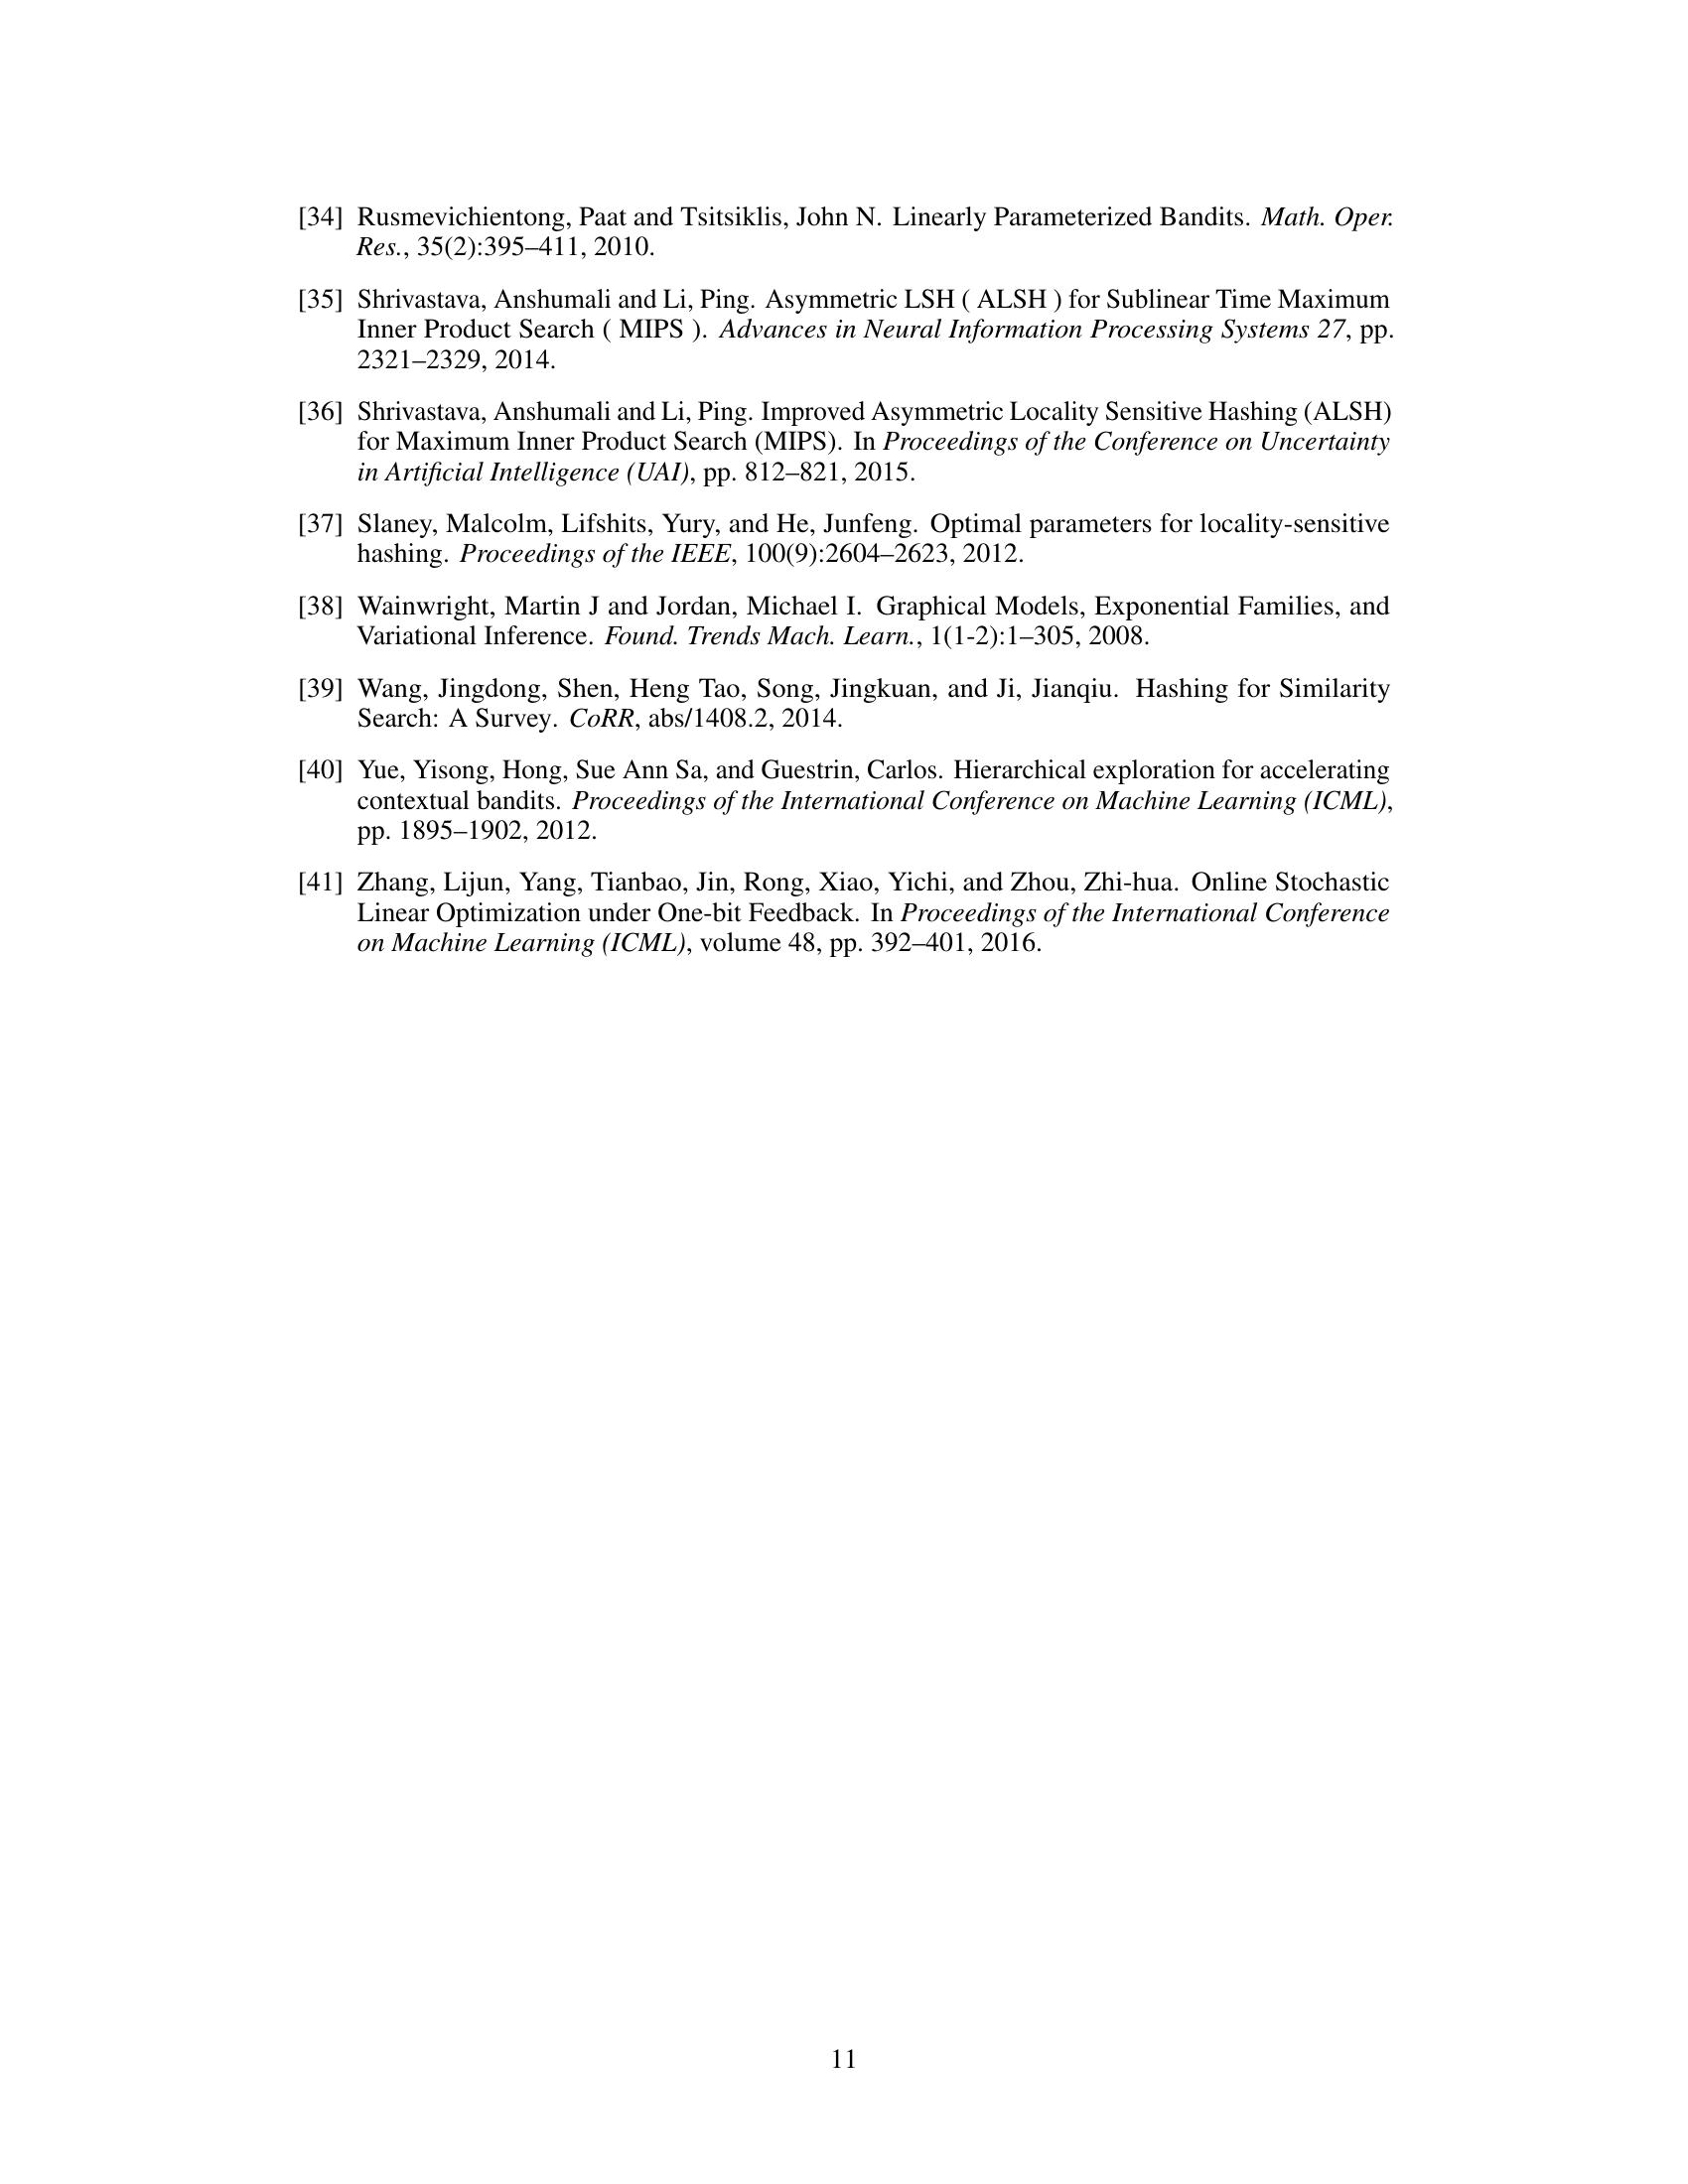 [34] Rusmevichientong, Paat and Tsitsiklis, John N. Linearly Parameterized Bandits. Math. Oper.
Res., 35(2):395–411, 2010.
[35] Shrivastava, Anshumali and Li, Ping. Asymmetric LSH ( ALSH ) for Sublinear Time Maximum
Inner Product Search ( MIPS ). Advances in Neural Information Processing Systems 27, pp.
2321–2329, 2014.
[36] Shrivastava, Anshumali and Li, Ping. Improved Asymmetric Locality Sensitive Hashing (ALSH)
for Maximum Inner Product Search (MIPS). In Proceedings of the Conference on Uncertainty
in Artificial Intelligence (UAI), pp. 812–821, 2015.
[37] Slaney, Malcolm, Lifshits, Yury, and He, Junfeng. Optimal parameters for locality-sensitive
hashing. Proceedings of the IEEE, 100(9):2604–2623, 2012.
[38] Wainwright, Martin J and Jordan, Michael I. Graphical Models, Exponential Families, and
Variational Inference. Found. Trends Mach. Learn., 1(1-2):1–305, 2008.
[39] Wang, Jingdong, Shen, Heng Tao, Song, Jingkuan, and Ji, Jianqiu. Hashing for Similarity
Search: A Survey. CoRR, abs/1408.2, 2014.
[40] Yue, Yisong, Hong, Sue Ann Sa, and Guestrin, Carlos. Hierarchical exploration for accelerating
contextual bandits. Proceedings of the International Conference on Machine Learning (ICML),
pp. 1895–1902, 2012.
[41] Zhang, Lijun, Yang, Tianbao, Jin, Rong, Xiao, Yichi, and Zhou, Zhi-hua. Online Stochastic
Linear Optimization under One-bit Feedback. In Proceedings of the International Conference
on Machine Learning (ICML), volume 48, pp. 392–401, 2016.
11